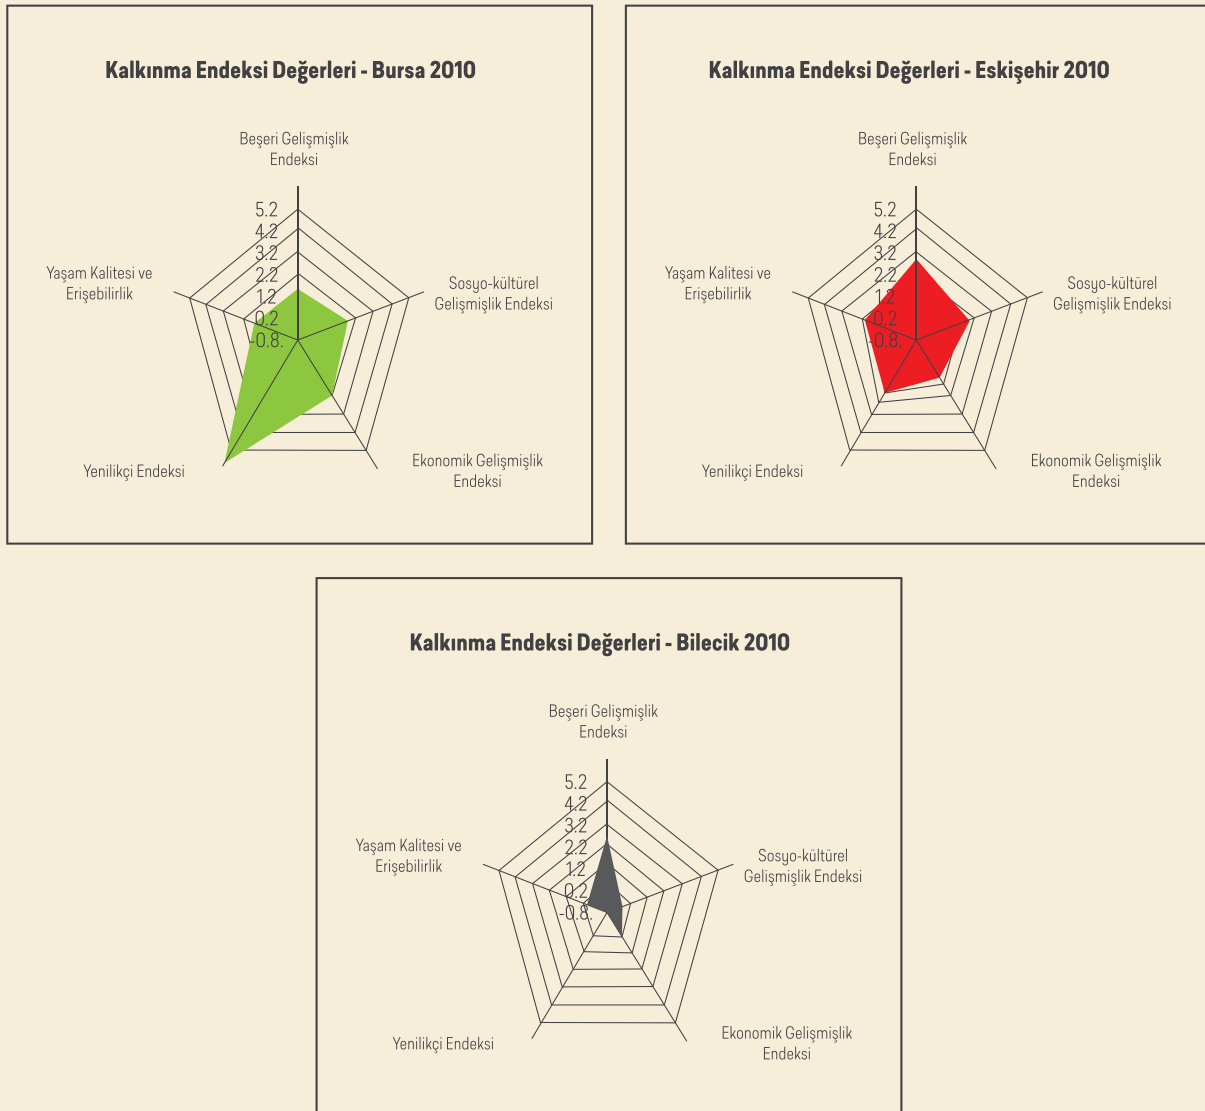 Kalkınma Endeksi Değerleri - Bursa 2010
Beşeri Gelişmişlik
Endeksi
5.2
4.2
3.2
2.2
1.2
0.2
-0.8.
Yaşam Kalitesi ve
Erişebilirlik
Sosyo-kültürel
Gelişmişlik Endeksi
Yenilikçi Endeksi
Ekonomik Gelişmişlik
Endeksi
Kalkınma Endeksi Değerleri - Eskişehir 2010
Beşeri Gelişmişlik
Endeksi
5.2
4.2
3.2
2.2
1.2
0.2
-0.8.
Yaşam Kalitesi ve
Erişebilirlik
Sosyo-kültürel
Gelişmişlik Endeksi
Yenilikçi Endeksi
Ekonomik Gelişmişlik
Endeksi
Kalkınma Endeksi Değerleri - Bilecik 2010
Beşeri Gelişmişlik
Endeksi
5.2
4.2
3.2
2.2
1.2
0.2
-0.8.
Yaşam Kalitesi ve
Erişebilirlik
Sosyo-kültürel
Gelişmişlik Endeksi
Yenilikçi Endeksi
Ekonomik Gelişmişlik
Endeksi